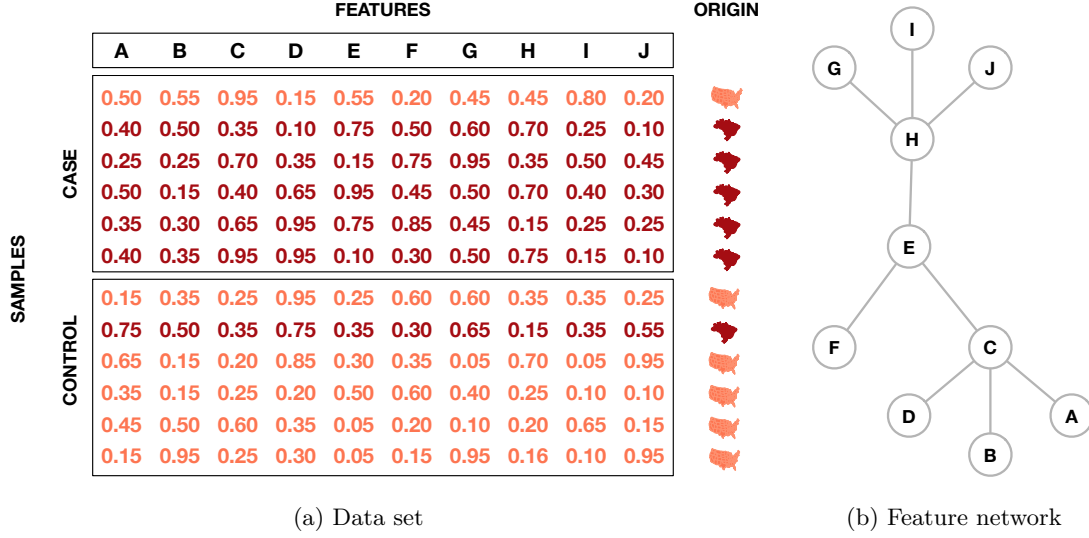 FEATURES ORIGIN
A B C D E F G H I J
SAMPLES
CASE
0.50 0.55 0.95 0.15 0.55 0.20 0.45 0.45 0.80 0.20
0.40 0.50 0.35 0.10 0.75 0.50 0.60 0.70 0.25 0.10
0.25 0.25 0.70 0.35 0.15 0.75 0.95 0.35 0.50 0.45
0.50 0.15 0.40 0.65 0.95 0.45 0.50 0.70 0.40 0.30
0.35 0.30 0.65 0.95 0.75 0.85 0.45 0.15 0.25 0.25
0.40 0.35 0.95 0.95 0.10 0.30 0.50 0.75 0.15 0.10
CONTROL
0.15 0.35 0.25 0.95 0.25 0.60 0.60 0.35 0.35 0.25
0.75 0.50 0.35 0.75 0.35 0.30 0.65 0.15 0.35 0.55
0.65 0.15 0.20 0.85 0.30 0.35 0.05 0.70 0.05 0.95
0.35 0.15 0.25 0.20 0.50 0.60 0.40 0.25 0.10 0.10
0.45 0.50 0.60 0.35 0.05 0.20 0.10 0.20 0.65 0.15
0.15 0.95 0.25 0.30 0.05 0.15 0.95 0.16 0.10 0.95
(a) Data set
I
G J
H
E
F C
D A
B
(b) Feature network